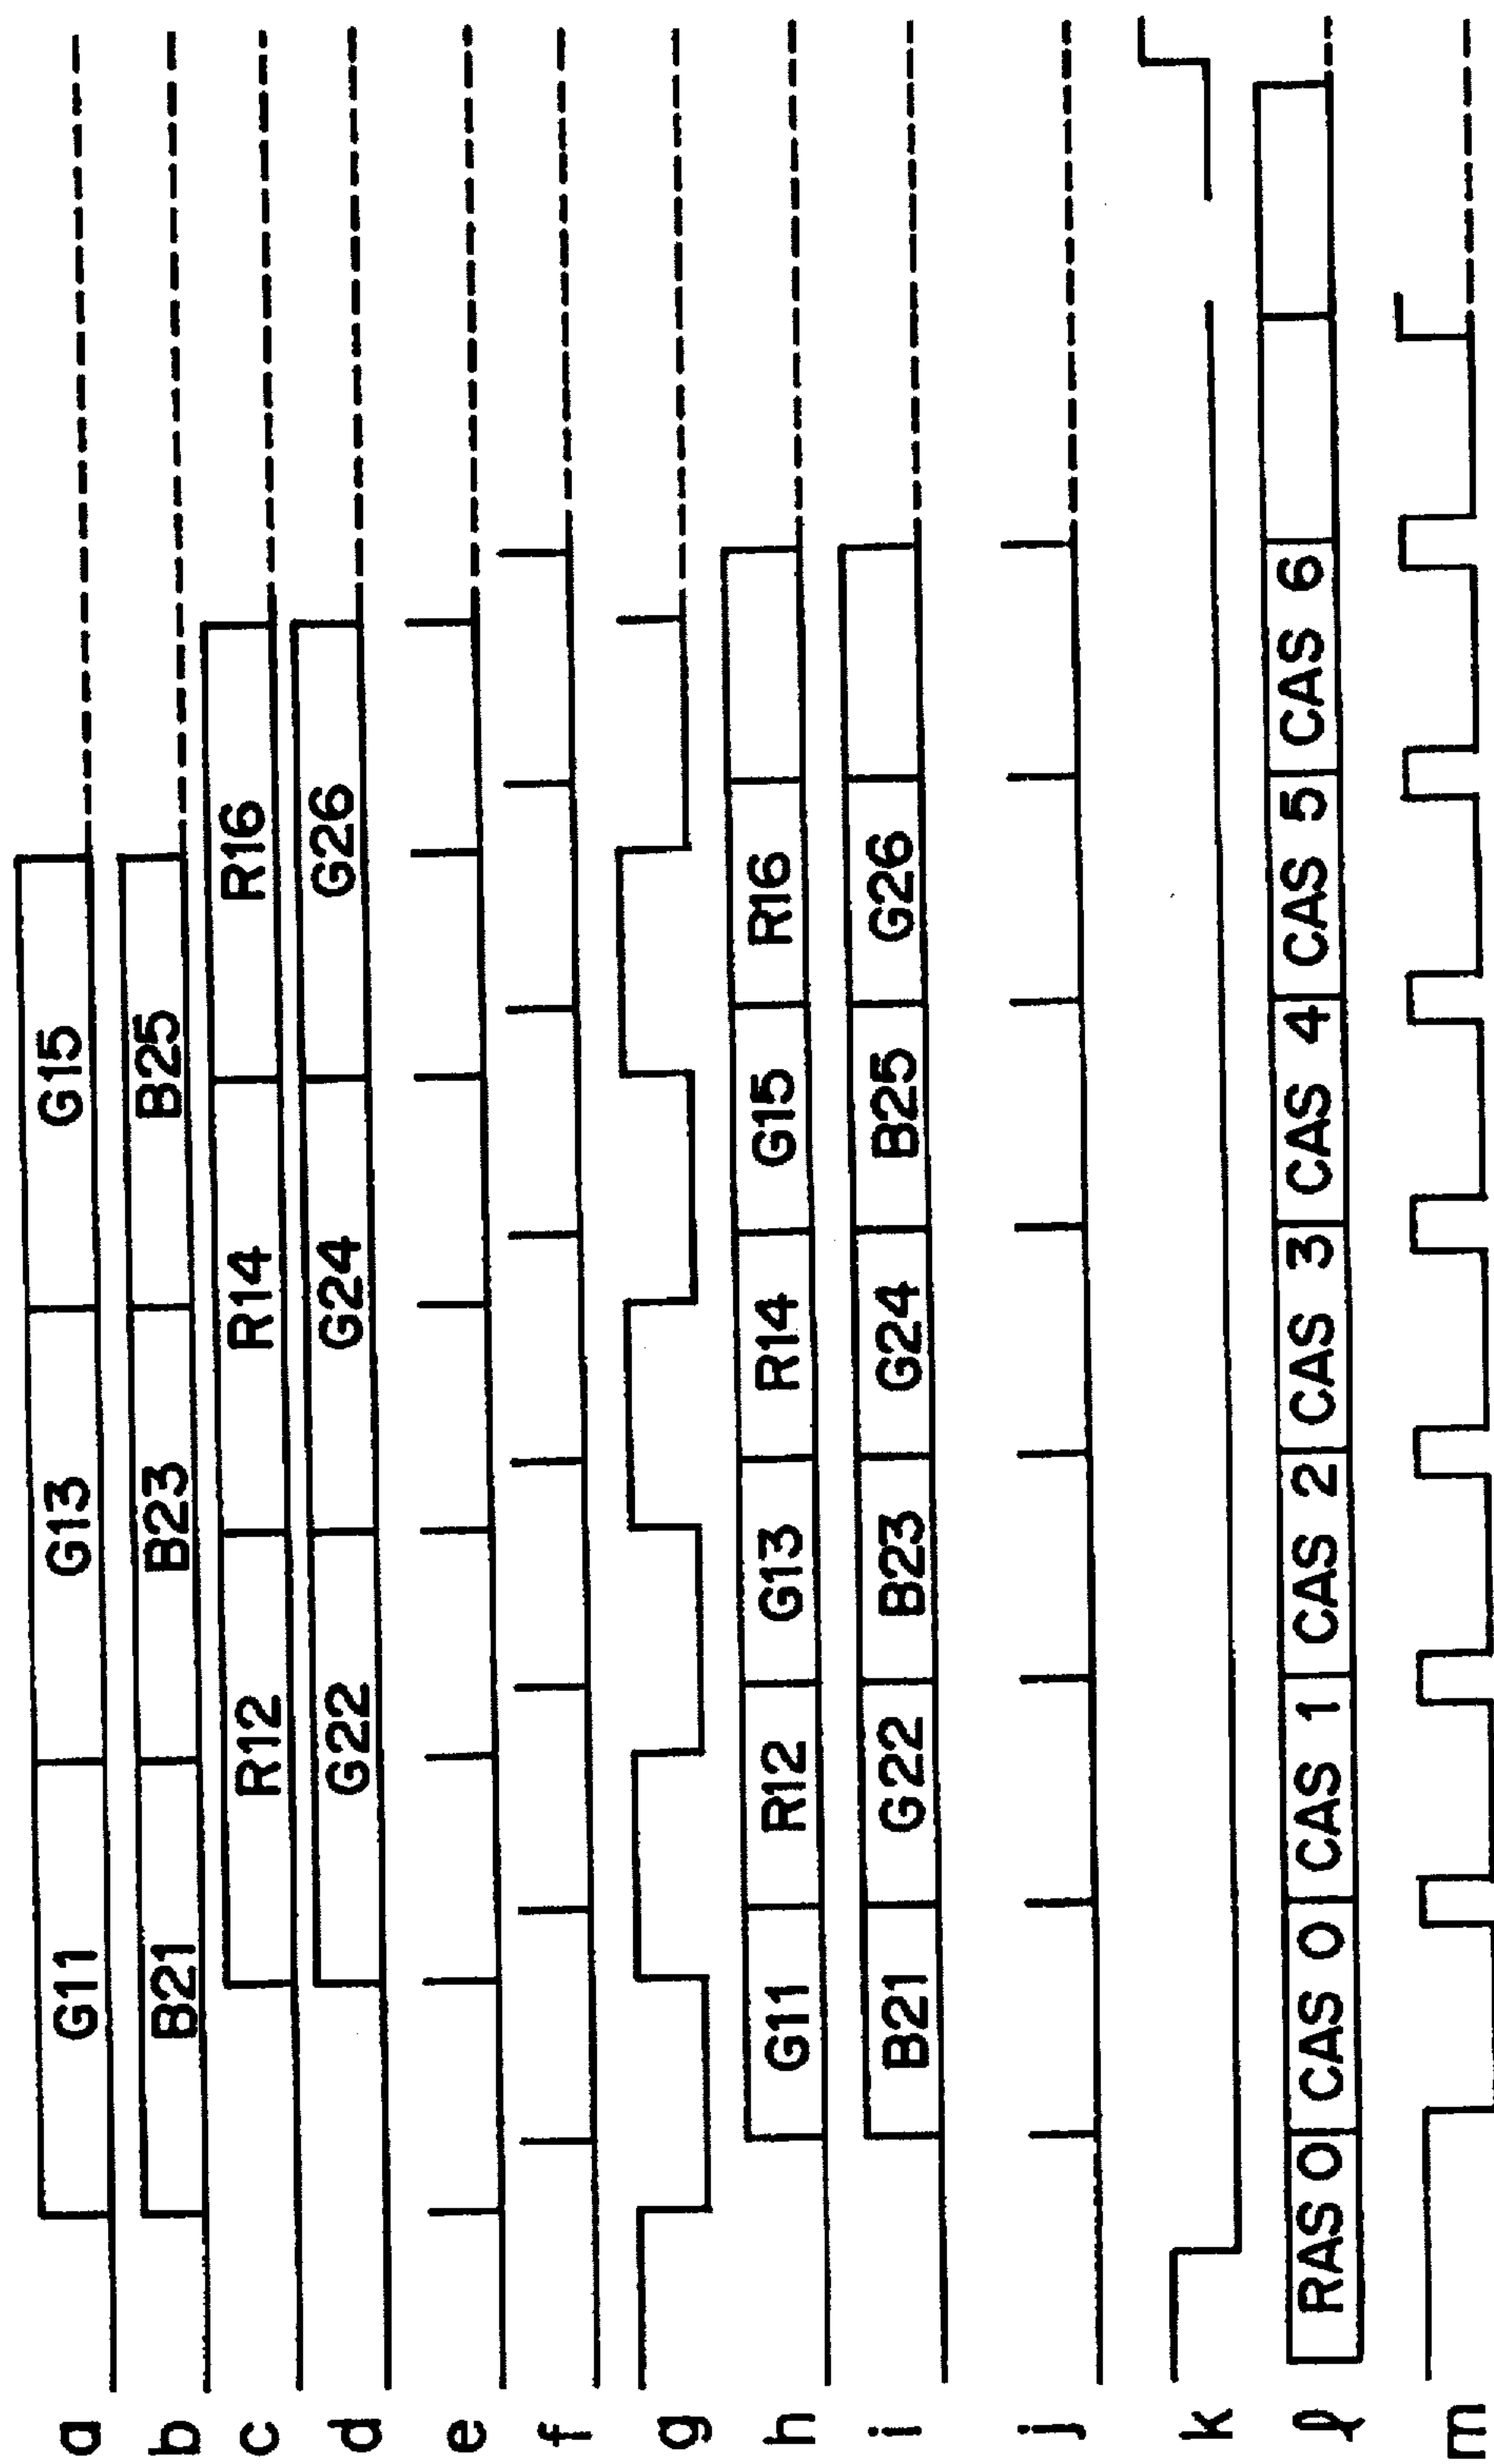 a G11 G13 G15
b B21 B23 B25
c R12 R14 R16
d G22 G24 G26
e
f
g
h G11 R12 G13 R14 G15 R16
i B21 G22 B23 G24 B25 G26
j
k
ℓ RAS 0 CAS 0 CAS 1 CAS 2 CAS 3 CAS 4 CAS 5 CAS 6
m